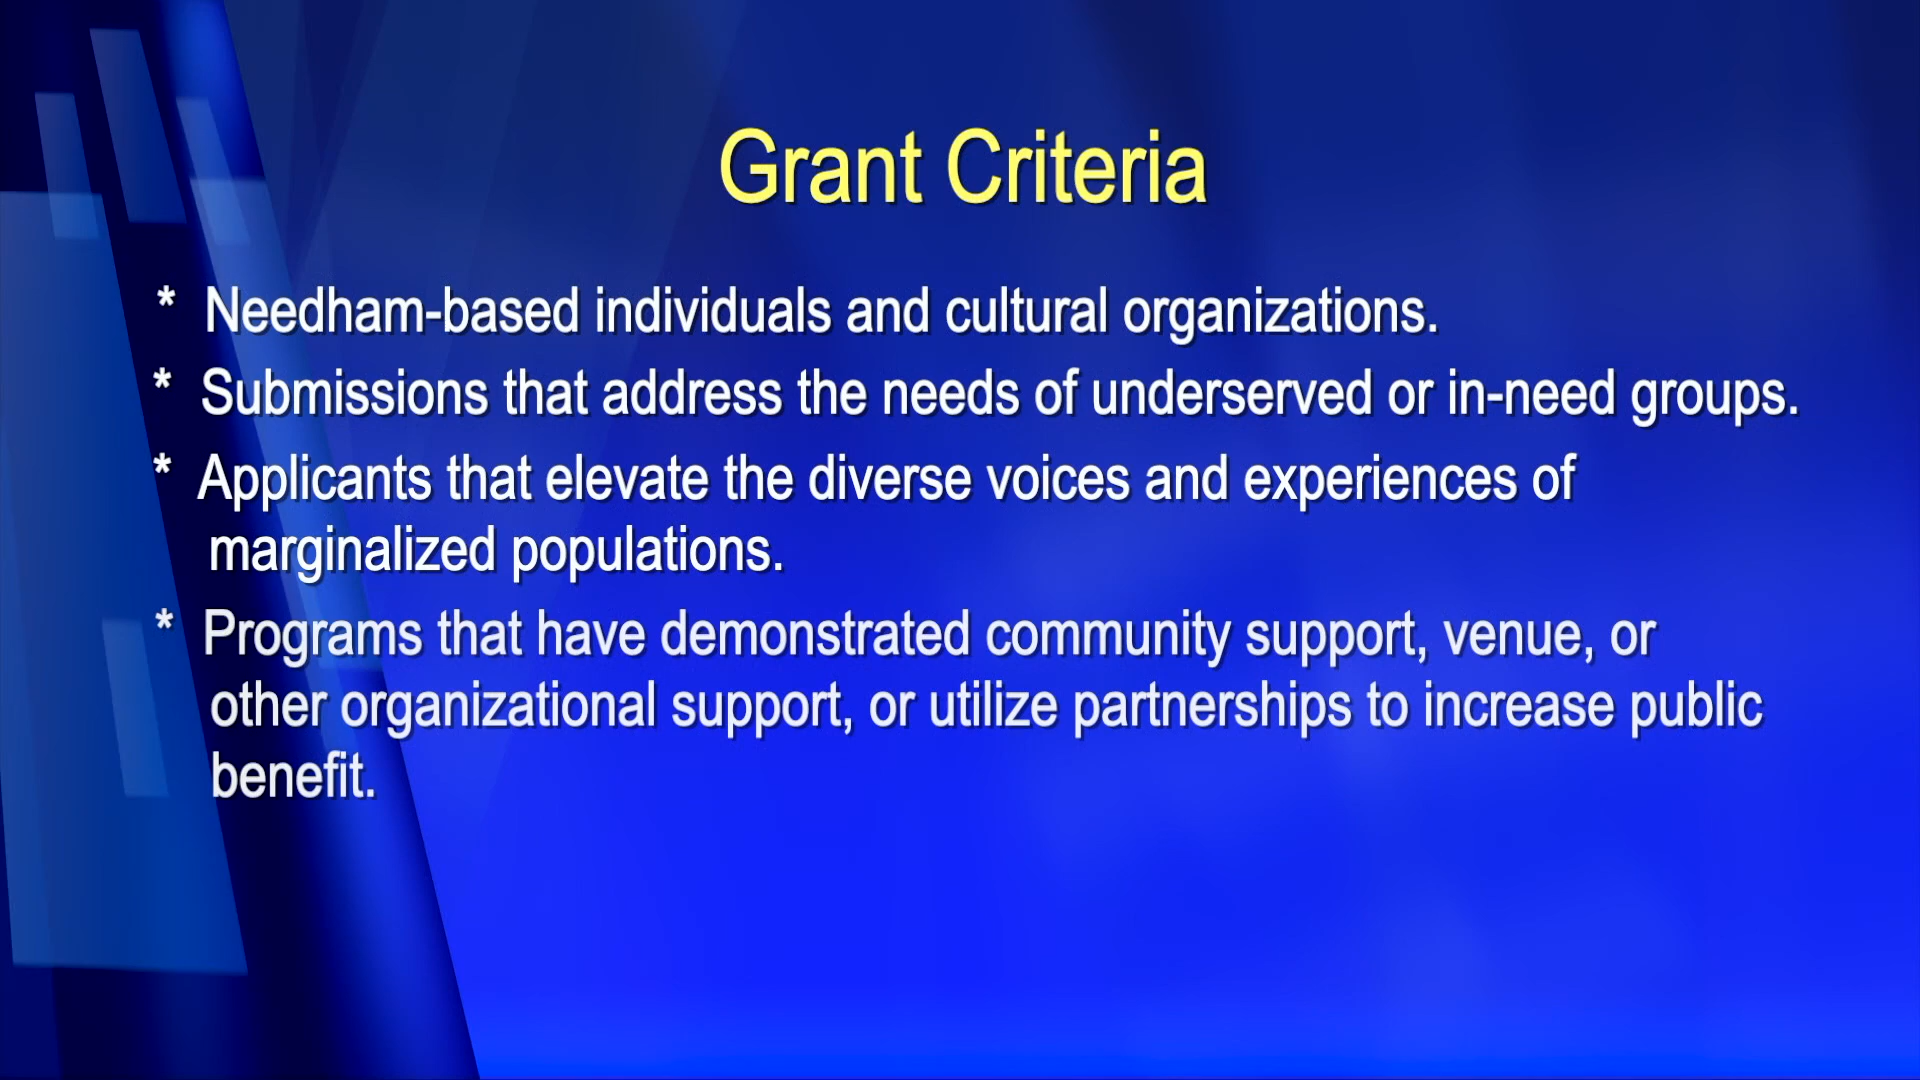 Grant Criteria
* Needham-based individuals and cultural organizations.
* Submissions that address the needs of underserved or in-need groups.
* Applicants that elevate the diverse voices and experiences of
marginalized populations.
* Programs that have demonstrated community support, venue, or
other organizational support, or utilize partnerships to increase public
benefit.